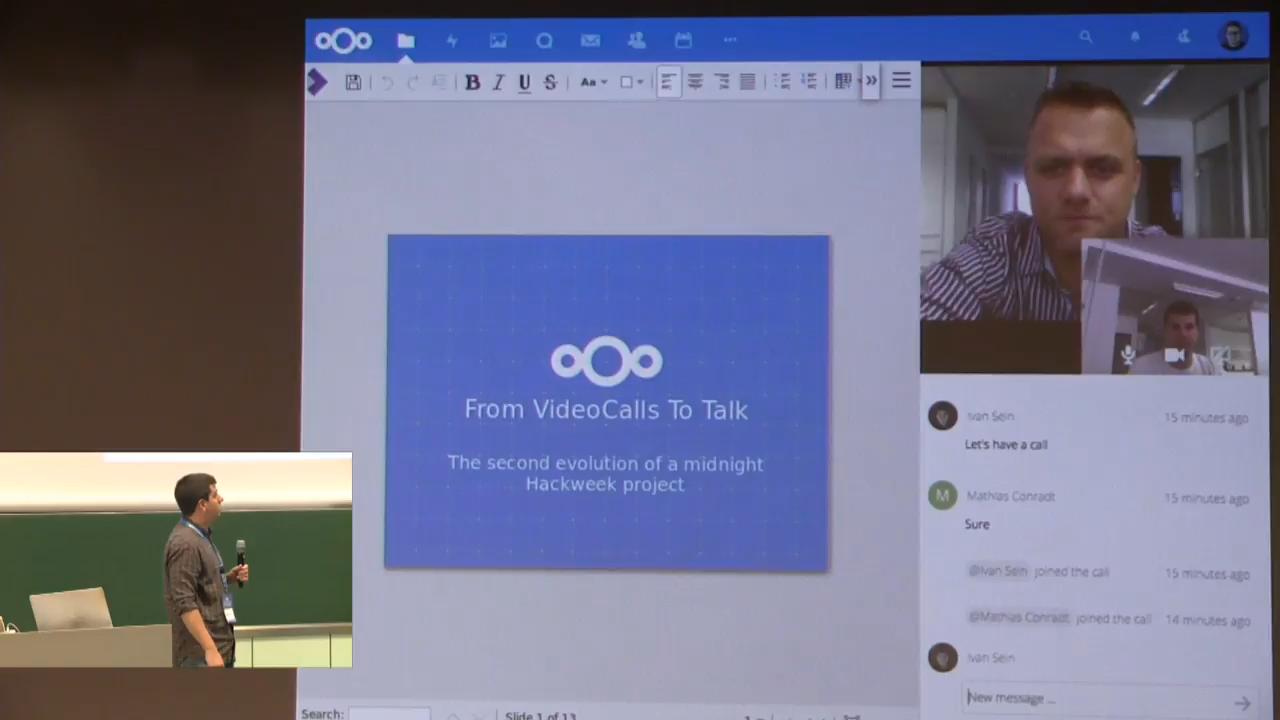 B I U S Aa
From VideoCalls To Talk
The second evolution of a midnight
Hackweek project
Search:
Slide 1 of 13
Ivan Sein 15 minutes ago
Let's have a call
M Mathias Conradt 15 minutes ago
Sure
@Ivan Sein joined the call 15 minutes ago
@Mathias Conradt joined the call 14 minutes ago
Ivan Sein
New message ...